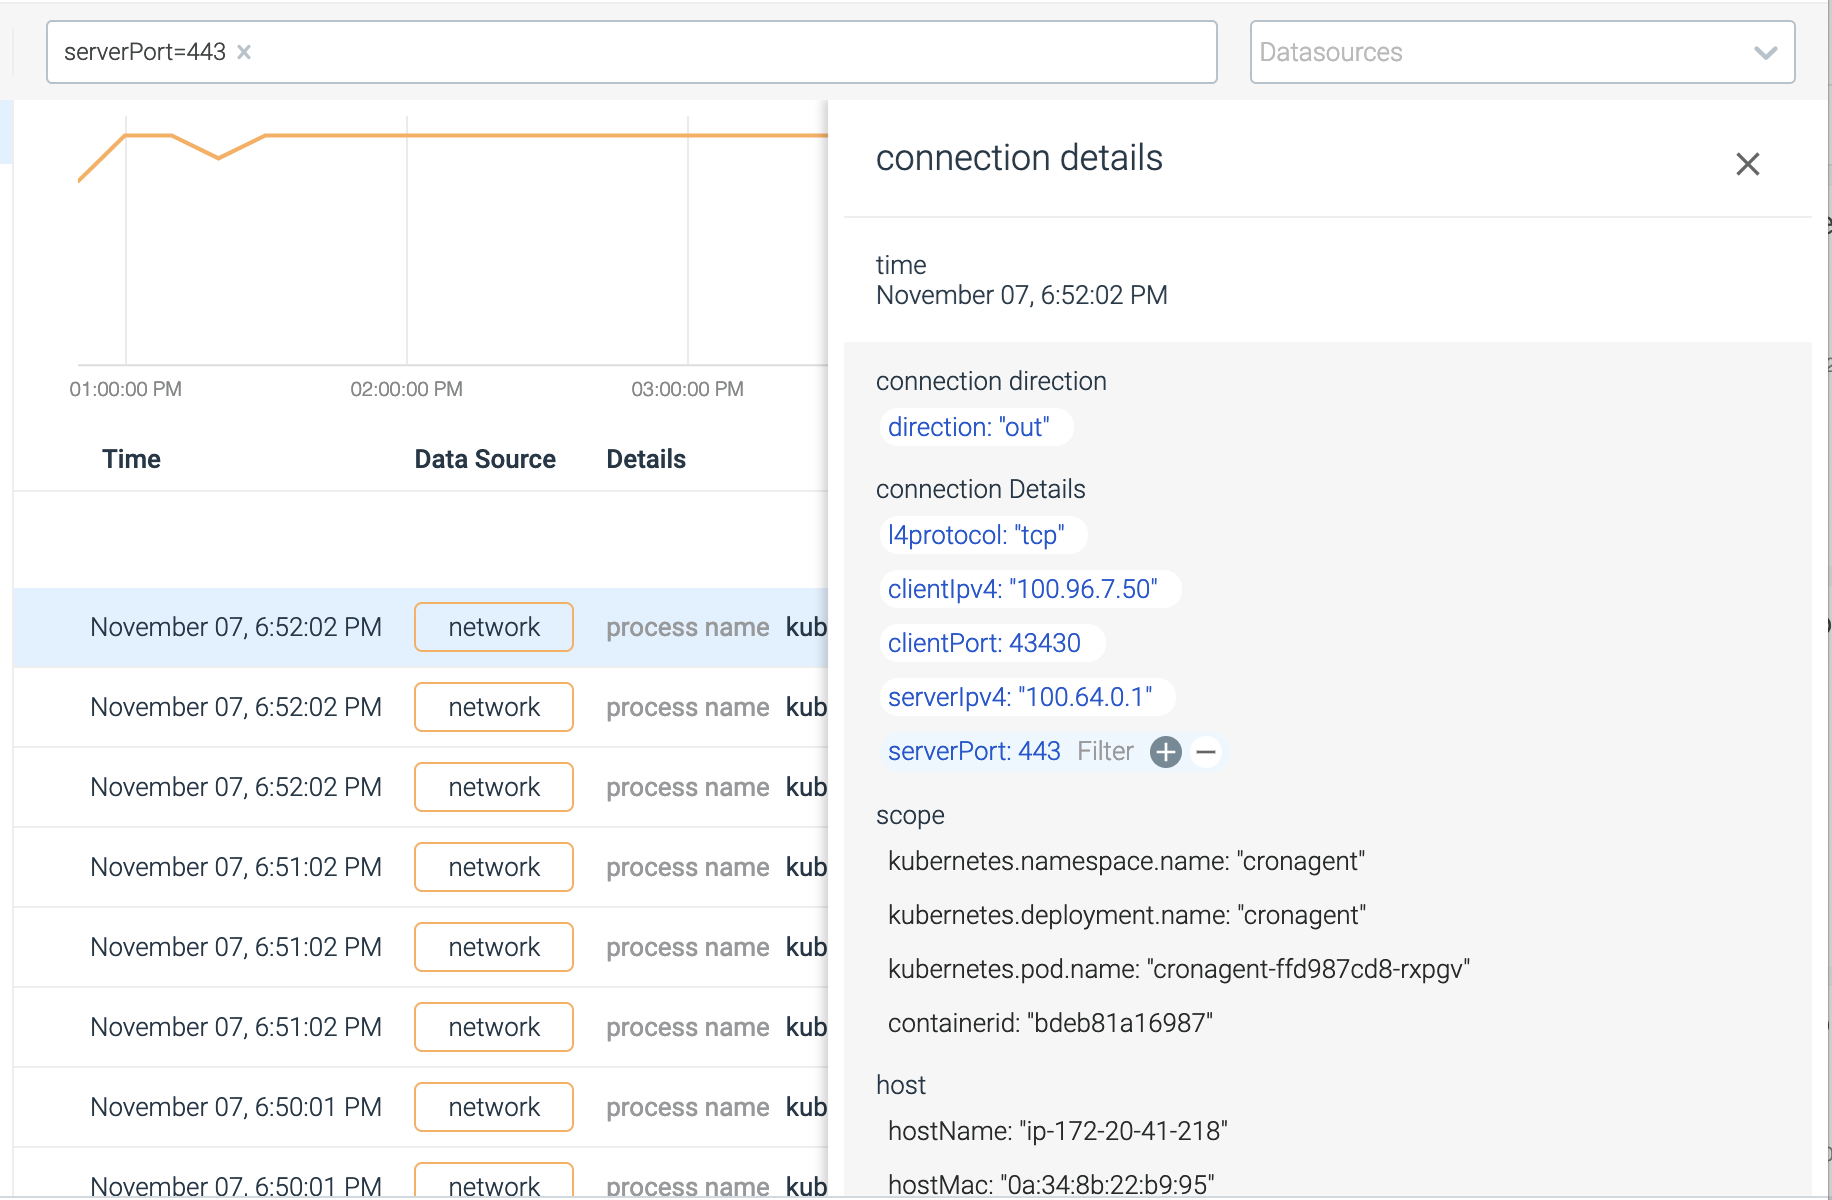 serverPort=443 ×
Datasources
01:00:00 PM 02:00:00 PM 03:00:00 PM
Time Data Source Details
November 07, 6:52:02 PM network process name kub
November 07, 6:52:02 PM network process name kub
November 07, 6:52:02 PM network process name kub
November 07, 6:51:02 PM network process name kub
November 07, 6:51:02 PM network process name kub
November 07, 6:51:02 PM network process name kub
November 07, 6:50:01 PM network process name kub
November 07, 6:50:01 PM network process name kub
connection details
time
November 07, 6:52:02 PM
connection direction
direction: "out"
connection Details
l4protocol: "tcp"
clientIpv4: "100.96.7.50"
clientPort: 43430
serverIpv4: "100.64.0.1"
serverPort: 443 Filter + −
scope
kubernetes.namespace.name: "cronagent"
kubernetes.deployment.name: "cronagent"
kubernetes.pod.name: "cronagent-ffd987cd8-rxpgv"
containerid: "bdeb81a16987"
host
hostName: "ip-172-20-41-218"
hostMac: "0a:34:8b:22:b9:95"